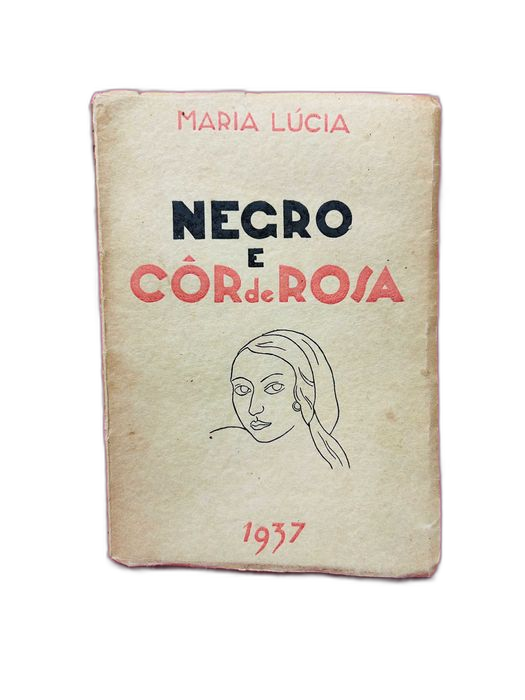 MARIA LÚCIA
NEGRO
E
CÔR de ROSA
1937